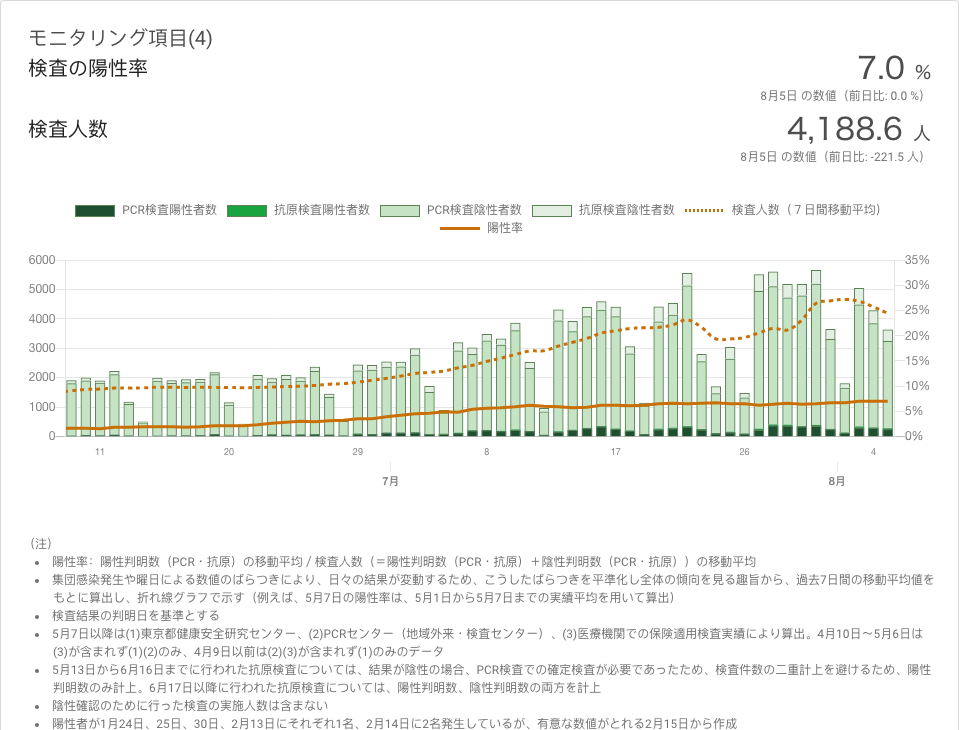 モニタリング項目(4)
検査の陽性率
7.0 %
8月5日 の数値（前日比: 0.0 %）
検査人数
4,188.6 人
8月5日 の数値（前日比: -221.5 人）
PCR検査陽性者数 抗原検査陽性者数 PCR検査陰性者数 抗原検査陰性者数 検査人数（７日間移動平均）
陽性率
6000 35%
30%
5000
25%
4000
20%
3000
15%
2000
10%
1000
5%
0 0%
11 20 29 8 17 26 4
7月 8月
（注）
陽性率：陽性判明数（PCR・抗原）の移動平均 / 検査人数（＝陽性判明数（PCR・抗原）＋陰性判明数（PCR・抗原））の移動平均
集団感染発生や曜日による数値のばらつきにより、日々の結果が変動するため、こうしたばらつきを平準化し全体の傾向を見る趣旨から、過去7日間の移動平均値を
もとに算出し、折れ線グラフで示す（例えば、5月7日の陽性率は、5月1日から5月7日までの実績平均を用いて算出）
検査結果の判明日を基準とする
5月7日以降は(1)東京都健康安全研究センター、(2)PCRセンター（地域外来・検査センター）、(3)医療機関での保険適用検査実績により算出。4月10日～5月6日は
(3)が含まれず(1)(2)のみ、4月9日以前は(2)(3)が含まれず(1)のみのデータ
5月13日から6月16日までに行われた抗原検査については、結果が陰性の場合、PCR検査での確定検査が必要であったため、検査件数の二重計上を避けるため、陽性
判明数のみ計上。6月17日以降に行われた抗原検査については、陽性判明数、陰性判明数の両方を計上
陰性確認のために行った検査の実施人数は含まない
陽性者が1月24日、25日、30日、2月13日にそれぞれ1名、2月14日に2名発生しているが、有意な数値がとれる2月15日から作成